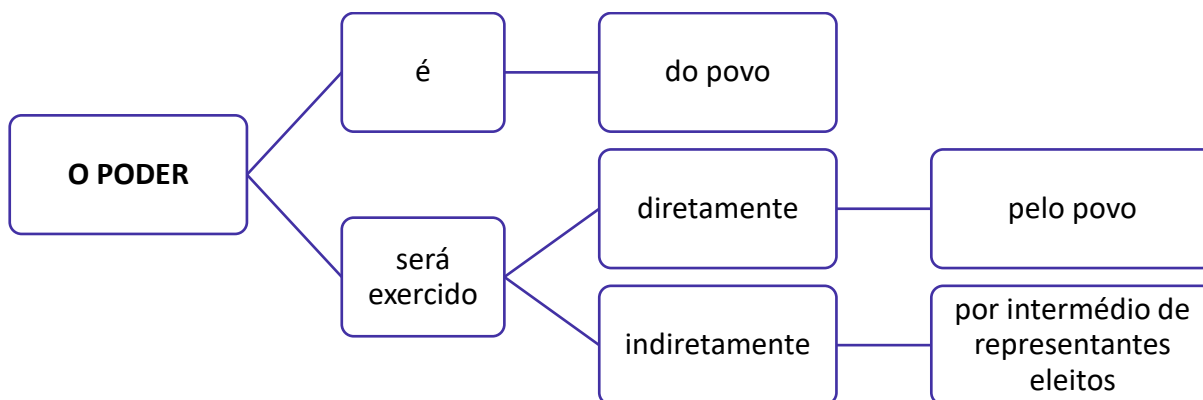 O PODER
é
do povo
será
exercido
diretamente
pelo povo
indiretamente
por intermédio de
representantes
eleitos